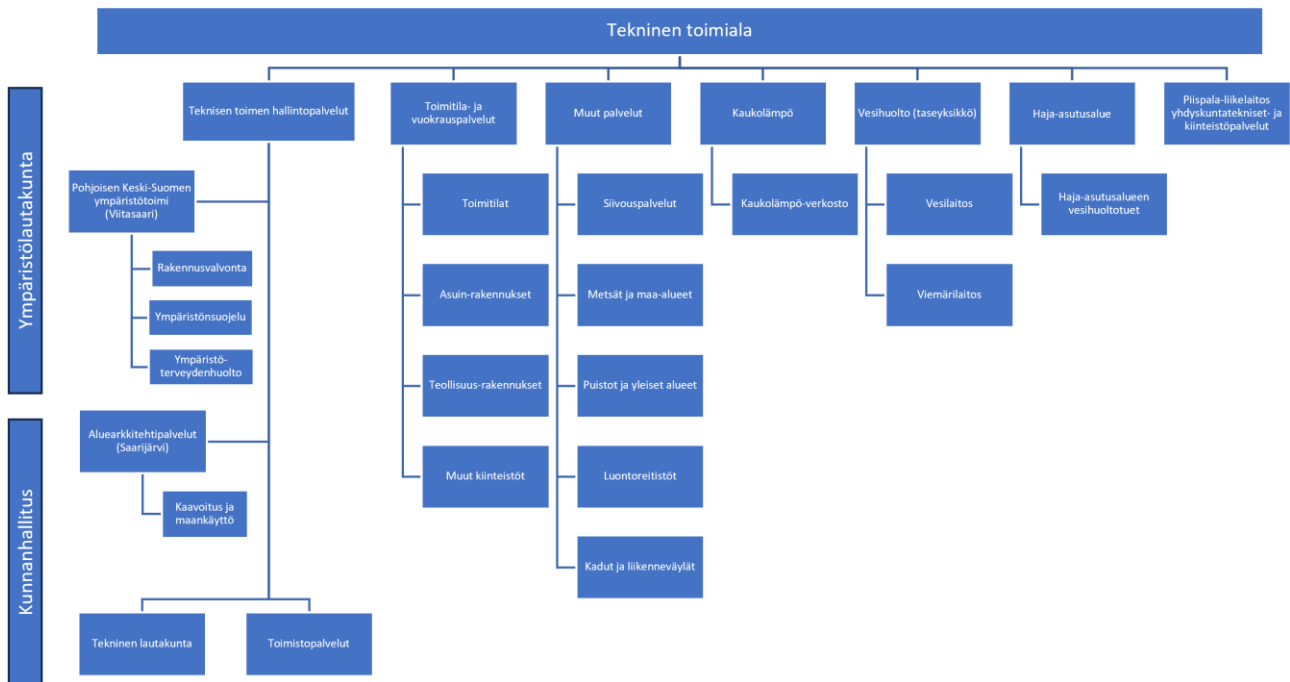 Tekninen toimiala
Ympäristölautakunta
Kunnanhallitus
Teknisen toimen hallintopalvelut
Pohjoisen Keski-Suomen
ympäristötoimi
(Viitasaari)
Rakennusvalvonta
Ympäristönsuojelu
Ympäristö-
terveydenhuolto
Aluearkkitehtipalvelut
(Saarijärvi)
Kaavoitus ja
maankäyttö
Tekninen lautakunta
Toimistopalvelut
Toimitila- ja
vuokrauspalvelut
Toimitilat
Asuin-rakennukset
Teollisuus-rakennukset
Muut kiinteistöt
Muut palvelut
Siivouspalvelut
Metsät ja maa-alueet
Puistot ja yleiset alueet
Luontoreitistöt
Kadut ja liikenneväylät
Kaukolämpö
Kaukolämpö-verkosto
Vesihuolto (taseyksikkö)
Vesilaitos
Viemärilaitos
Haja-asutusalue
Haja-asutusalueen
vesihuoltotuet
Piispala-liikelaitos
yhdyskuntatekniset- ja
kiinteistöpalvelut